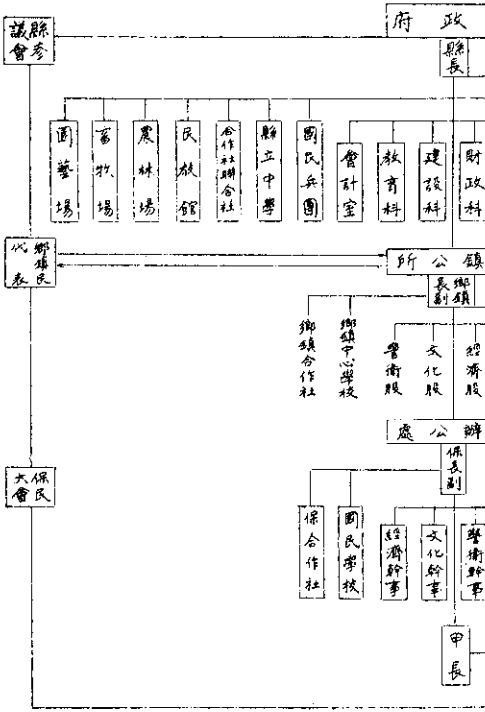 政府
縣長
縣參
議會
財政科
建設科
教育科
會計室
國民兵團
縣立中學
合作社聯合社
民教館
農林場
畜牧場
園藝場
鎮公所
鄉鎮
長副
鄉鎮民
代表
經濟股
文化股
警衛股
鄉鎮中心學校
鄉鎮合作社
辦公處
保長副
保民
大會
警衛幹事
文化幹事
經濟幹事
國民學校
保合作社
甲長